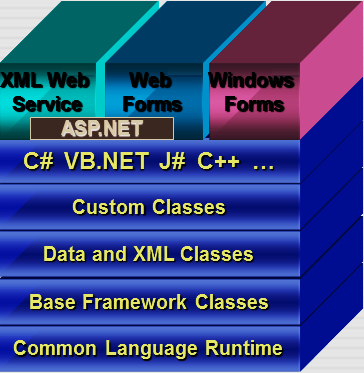 XML Web
Service
Web
Forms
Windows
Forms
ASP.NET
C# VB.NET J# C++ ...
Custom Classes
Data and XML Classes
Base Framework Classes
Common Language Runtime